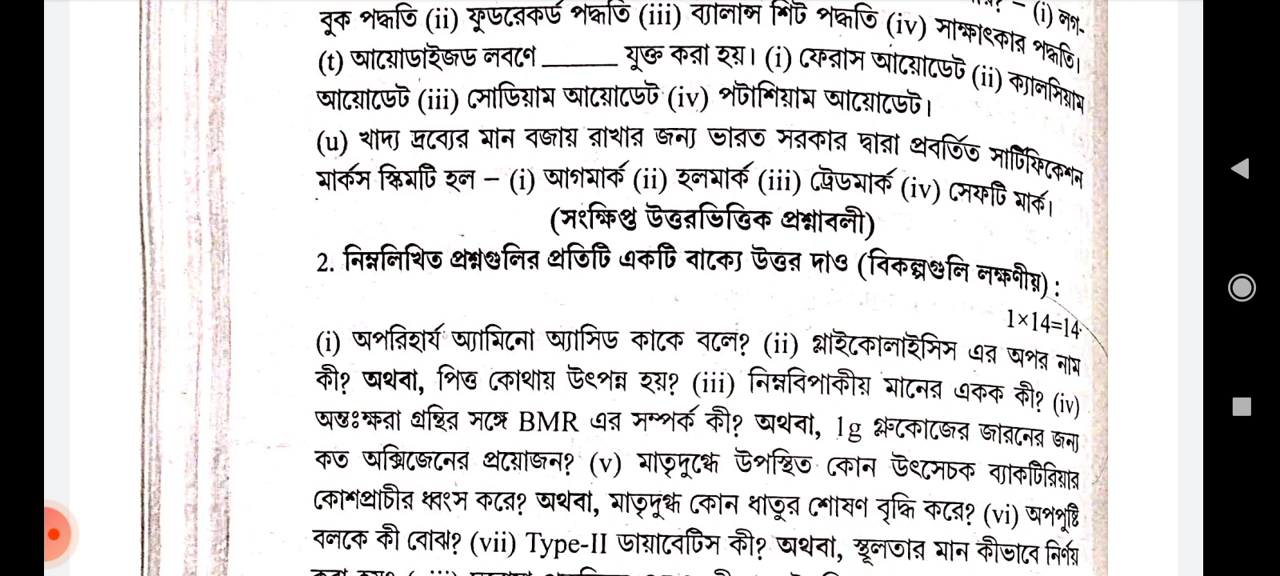 (i) লগ-
বুক পদ্ধতি (ii) ফুডরেকর্ড পদ্ধতি (iii) ব্যালান্স শিট পদ্ধতি (iv) সাক্ষাৎকার পদ্ধতি।
(t) আয়োডাইজড লবণে ______ যুক্ত করা হয়। (i) ফেরাস আয়োডেট (ii) ক্যালসিয়াম
আয়োডেট (iii) সোডিয়াম আয়োডেট (iv) পটাশিয়াম আয়োডেট।
(u) খাদ্য দ্রব্যের মান বজায় রাখার জন্য ভারত সরকার দ্বারা প্রবর্তিত সার্টিফিকেশন
মার্কস স্কিমটি হল – (i) আগমার্ক (ii) হলমার্ক (iii) ট্রেডমার্ক (iv) সেফটি মার্ক।
(সংক্ষিপ্ত উত্তরভিত্তিক প্রশ্নাবলী)
2. নিম্নলিখিত প্রশ্নগুলির প্রতিটি একটি বাক্যে উত্তর দাও (বিকল্পগুলি লক্ষণীয়) :
1×14=14
(i) অপরিহার্য অ্যামিনো অ্যাসিড কাকে বলে? (ii) গ্লাইকোলাইসিস এর অপর নাম
কী? অথবা, পিত্ত কোথায় উৎপন্ন হয়? (iii) নিম্নবিপাকীয় মানের একক কী? (iv)
অন্তঃক্ষরা গ্রন্থির সঙ্গে BMR এর সম্পর্ক কী? অথবা, 1g গ্লুকোজের জারনের জন্য
কত অক্সিজেনের প্রয়োজন? (v) মাতৃদুগ্ধে উপস্থিত কোন উৎসেচক ব্যাকটিরিয়ার
কোশপ্রাচীর ধ্বংস করে? অথবা, মাতৃদুগ্ধ কোন ধাতুর শোষণ বৃদ্ধি করে? (vi) অপপুষ্টি
বলকে কী বোঝ? (vii) Type-II ডায়াবেটিস কী? অথবা, স্থূলতার মান কীভাবে নির্ণয়